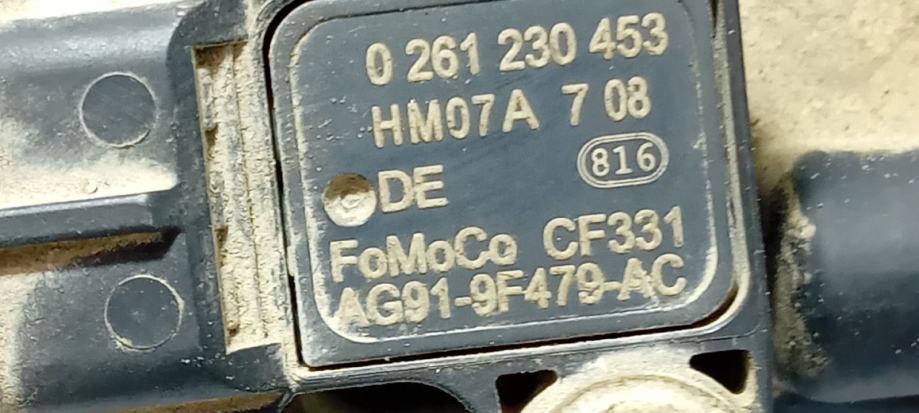 0 261 230 453
HM07A 7 08
816
DE
FoMoCo CF331
AG91-9F479-AC